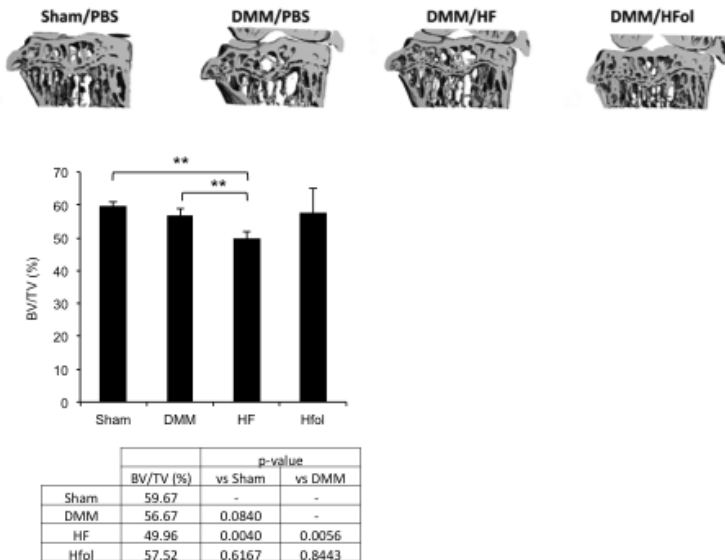 Sham/PBS DMM/PBS DMM/HF DMM/HFol
**
**
70
60
50
40
30
20
10
0
BV/TV (%)
Sham DMM HF Hfol
p-value
BV/TV (%) vs Sham vs DMM
Sham 59.67 - -
DMM 56.67 0.0840 -
HF 49.96 0.0040 0.0056
Hfol 57.52 0.6167 0.8443